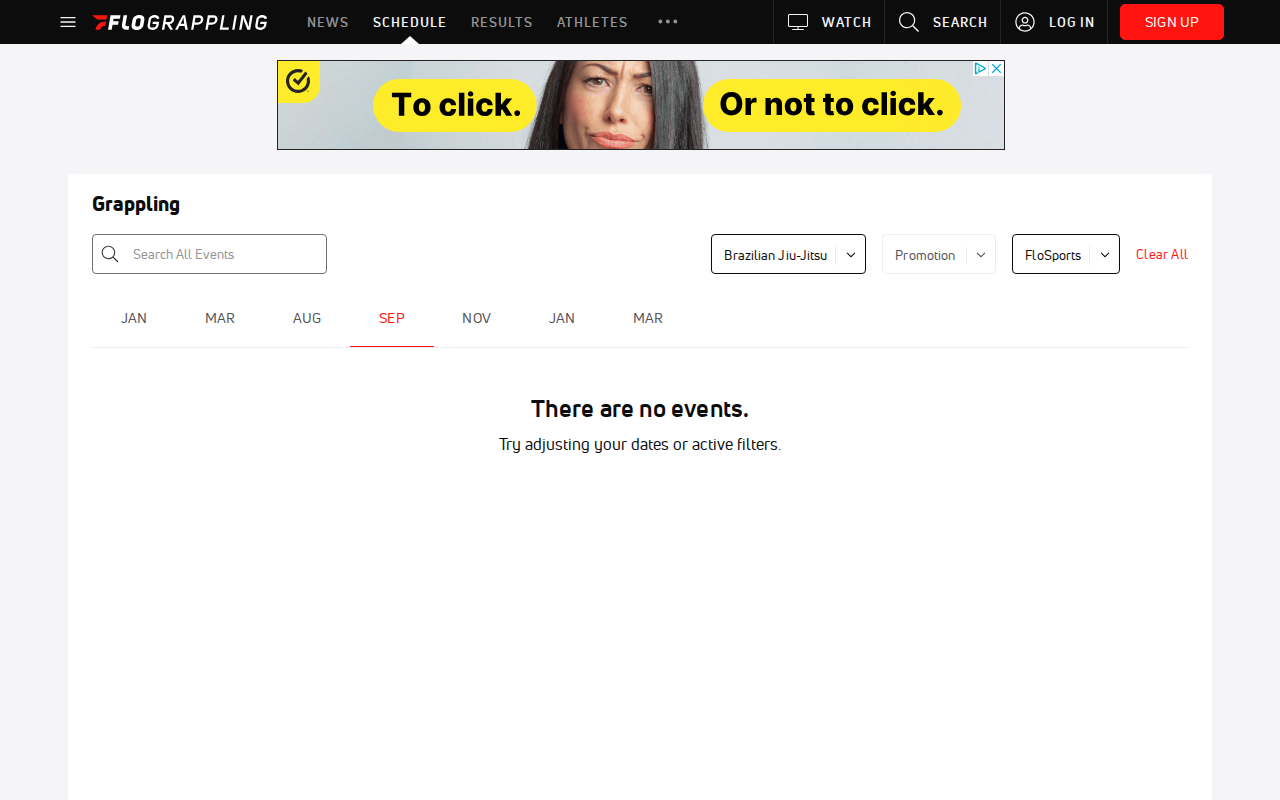 FLOGRAPPLING NEWS SCHEDULE RESULTS ATHLETES ••• WATCH SEARCH LOG IN SIGN UP
To click. Or not to click.
Grappling
Search All Events Brazilian Jiu-Jitsu Promotion FloSports Clear All
JAN MAR AUG SEP NOV JAN MAR
There are no events.
Try adjusting your dates or active filters.